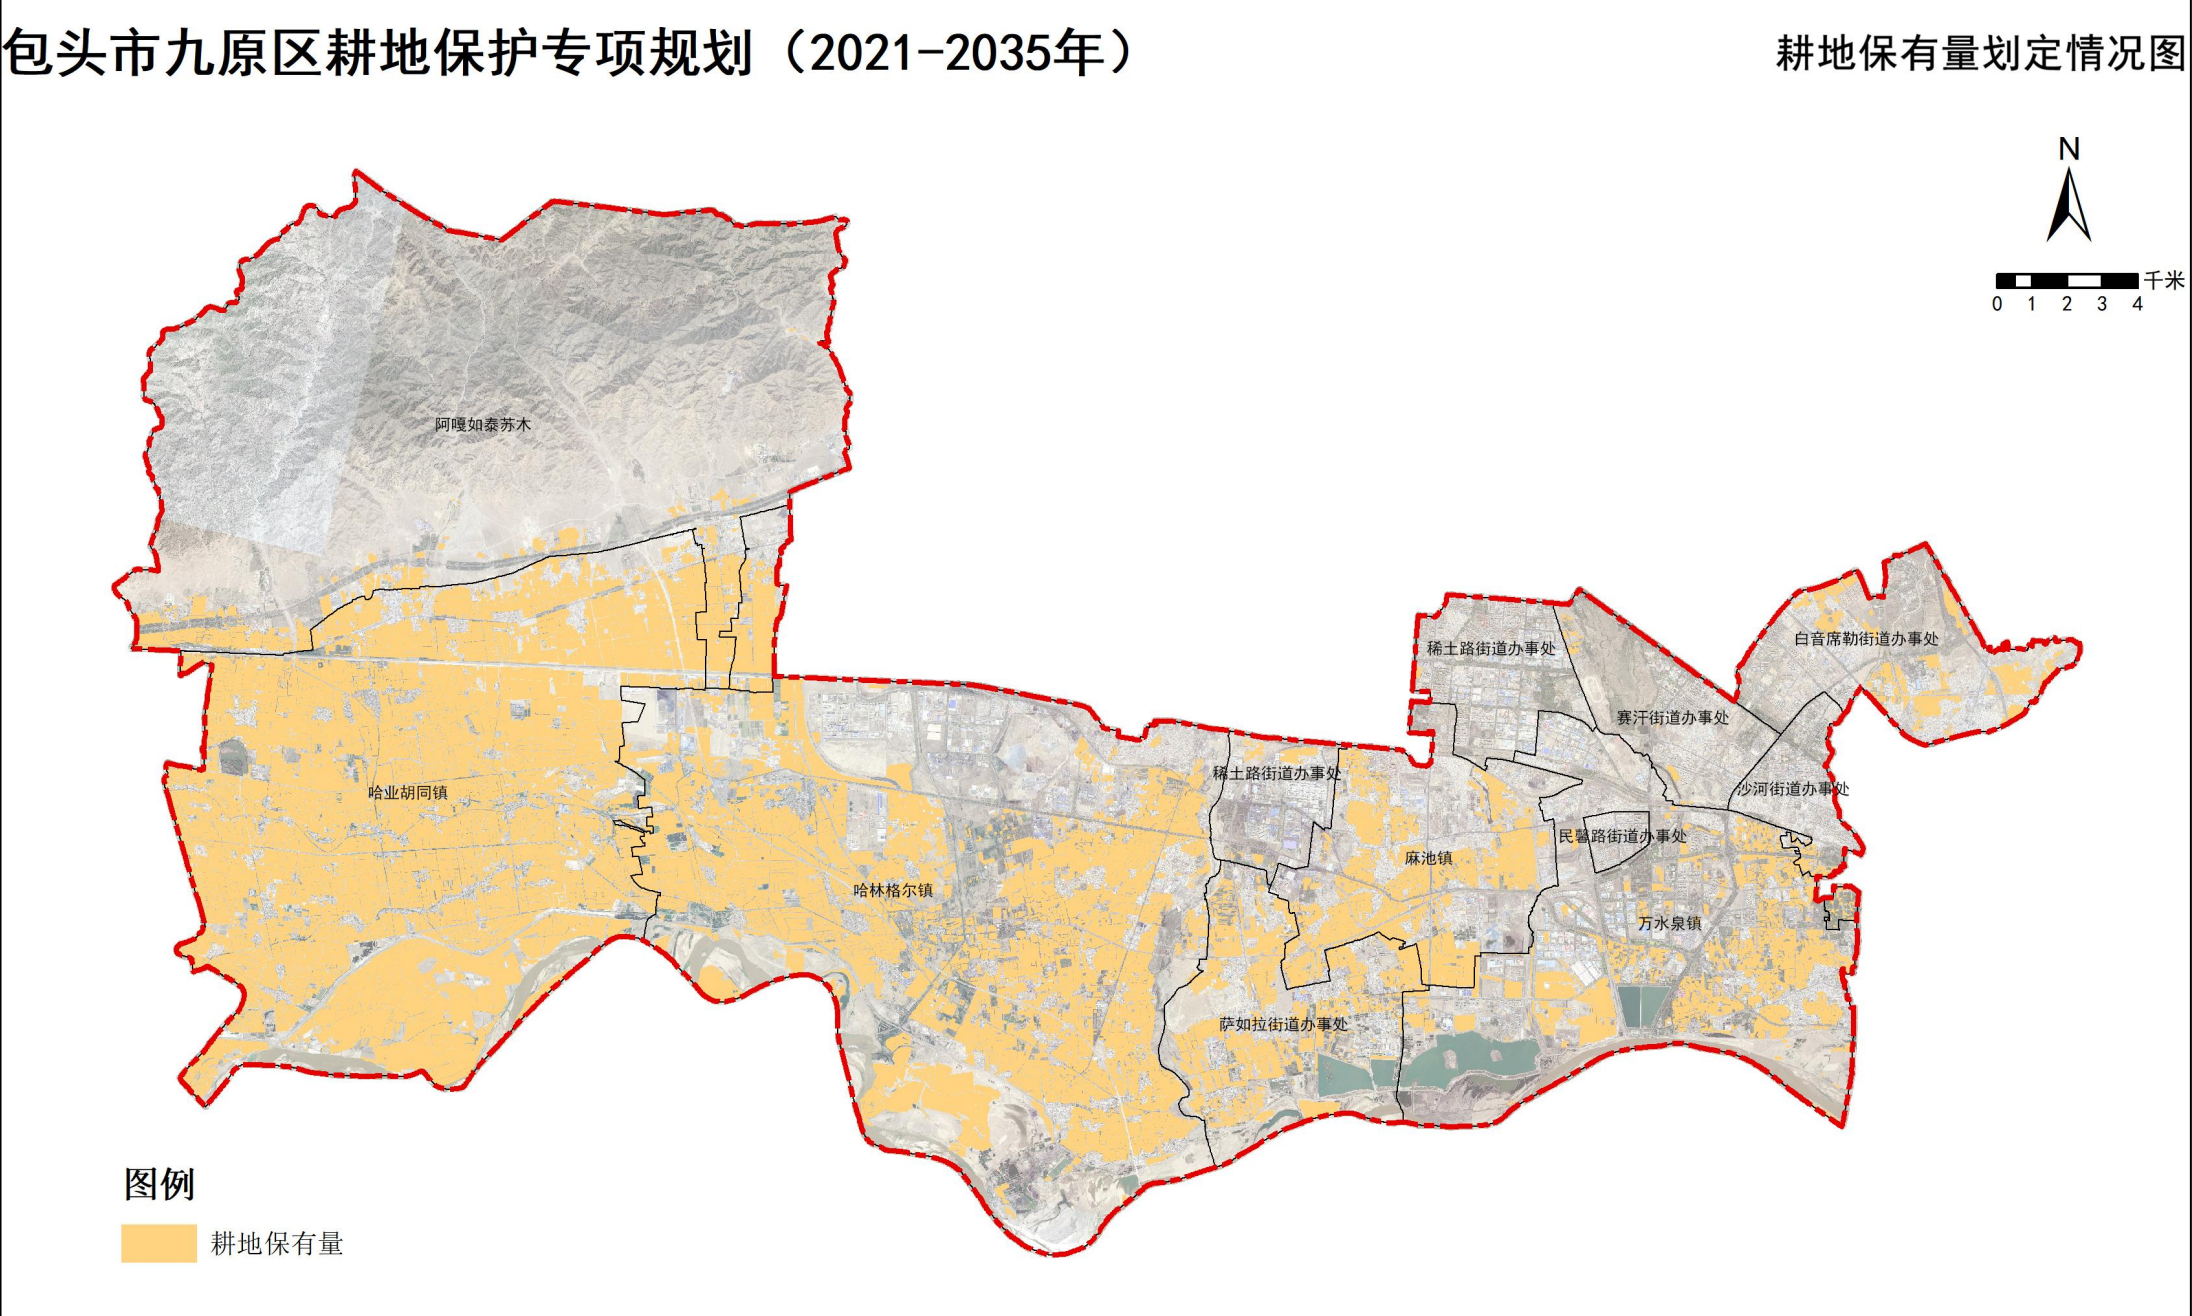 包头市九原区耕地保护专项规划（2021-2035年）
耕地保有量划定情况图
N
千米
0 1 2 3 4
阿嘎如泰苏木
白音席勒街道办事处
稀土路街道办事处
赛汗街道办事处
稀土路街道办事处
沙河街道办事处
哈业胡同镇
民馨路街道办事处
麻池镇
哈林格尔镇
万水泉镇
萨如拉街道办事处
图例
耕地保有量